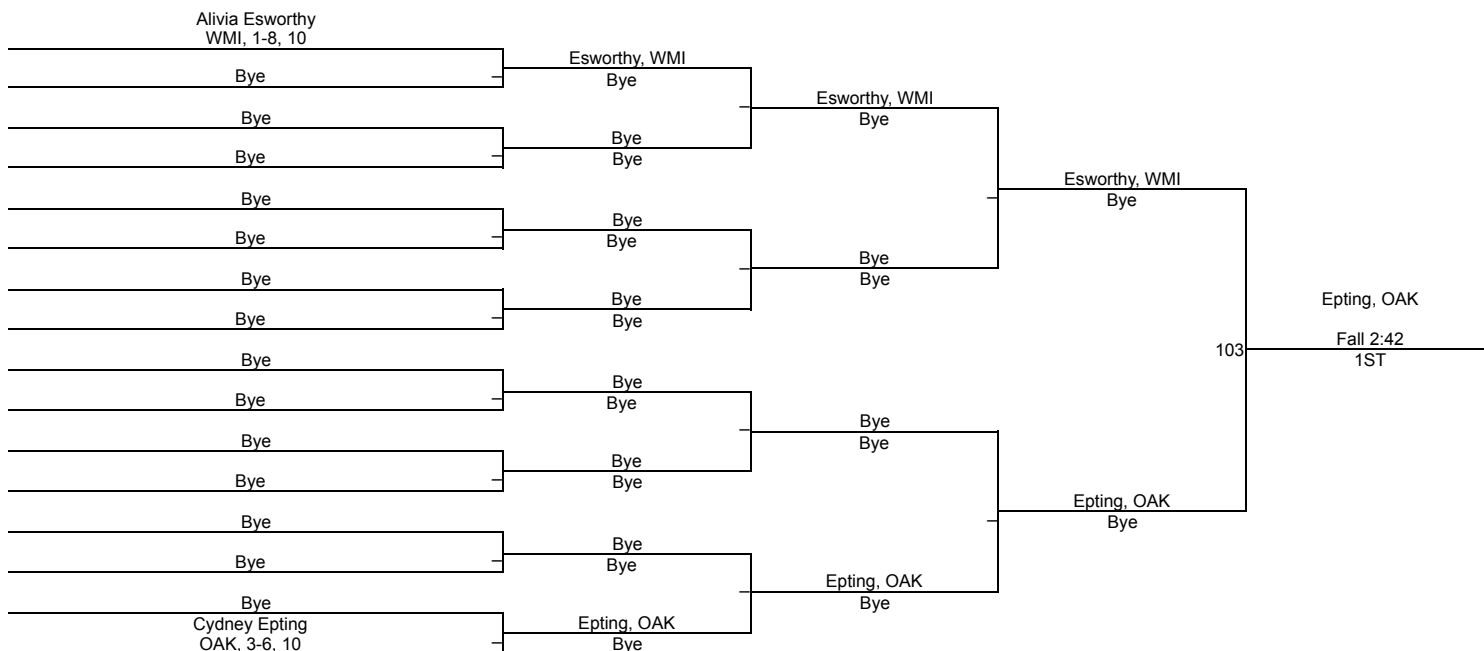 Alivia Esworthy
WMI, 1-8, 10
Bye
Bye
Bye
Bye
Bye
Bye
Bye
Bye
Bye
Bye
Bye
Bye
Bye
Bye
Cydney Epting
OAK, 3-6, 10
Esworthy, WMI
Bye
Bye
Bye
Bye
Bye
Bye
Bye
Bye
Bye
Bye
Bye
Bye
Bye
Epting, OAK
Bye
Esworthy, WMI
Bye
Bye
Bye
Bye
Bye
Epting, OAK
Bye
Esworthy, WMI
Bye
Epting, OAK
Bye
103
Epting, OAK
Fall 2:42
1ST